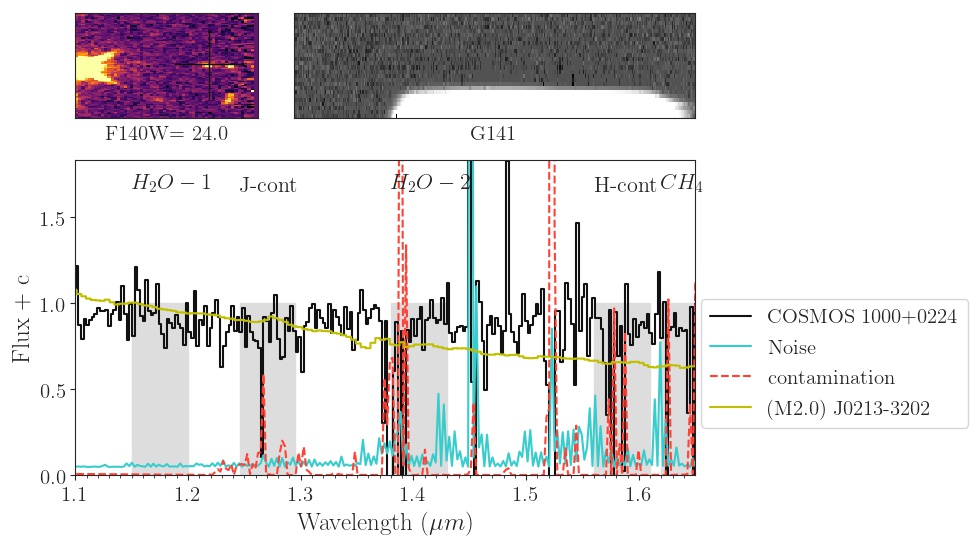 F140W= 24.0
G141
H₂O − 1
J-cont
H₂O − 2
H-cont
CH₄
1.5
1.0
0.5
0.0
Flux + c
1.1
1.2
1.3
1.4
1.5
1.6
Wavelength (μm)
COSMOS 1000+0224
Noise
contamination
(M2.0) J0213-3202